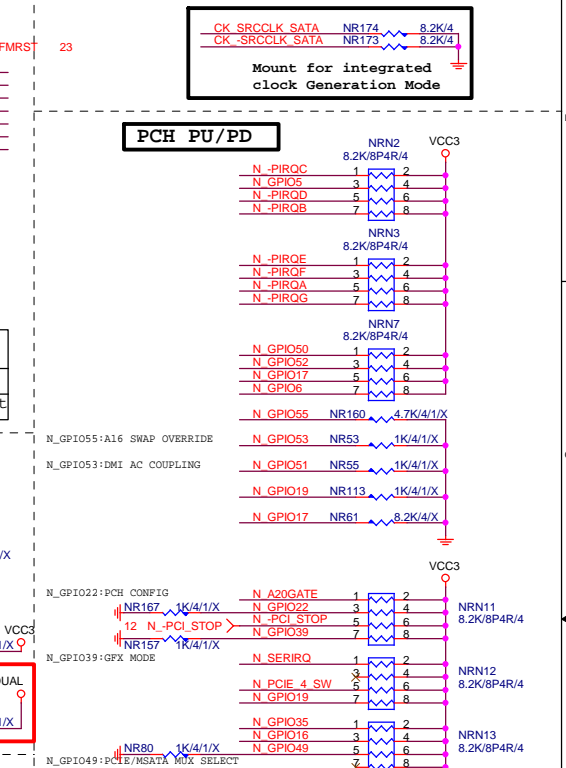 CK_SRCCLK_SATA NR174 8.2K/4
CK_-SRCCLK_SATA NR173 8.2K/4
Mount for integrated
clock Generation Mode
FMRST 23
PCH PU/PD
NRN2
8.2K/8P4R/4
VCC3
N_-PIRQC 1 2
N_GPIO5 3 4
N_-PIRQD 5 6
N_-PIRQB 7 8
NRN3
8.2K/8P4R/4
N_-PIRQE 1 2
N_-PIRQF 3 4
N_-PIRQA 5 6
N_-PIRQG 7 8
NRN7
8.2K/8P4R/4
N_GPIO50 1 2
N_GPIO52 3 4
N_GPIO17 5 6
N_GPIO6 7 8
t
N_GPIO55 NR160 4.7K/4/1/X
N_GPIO55:A16 SWAP OVERRIDE
N_GPIO53 NR53 1K/4/1/X
N_GPIO53:DMI AC COUPLING
N_GPIO51 NR55 1K/4/1/X
N_GPIO19 NR113 1K/4/1/X
N_GPIO17 NR61 8.2K/4/X
/X
VCC3
N_GPIO22:PCH CONFIG
N_A20GATE 1 2
NR167 1K/4/1/X N_GPIO22 3 4
NRN11
8.2K/8P4R/4
12 N_-PCI_STOP N_-PCI_STOP 5 6
NR157 1K/4/1/X N_GPIO39 7 8
VCC3
/X
N_GPIO39:GFX MODE
N_SERIRQ 1 2
3 4
NRN12
8.2K/8P4R/4
N_PCIE_4_SW 5 6
N_GPIO19 7 8
UAL
/X
N_GPIO35 1 2
N_GPIO16 3 4
NRN13
8.2K/8P4R/4
NR80 1K/4/1/X N_GPIO49 5 6
7 8
N_GPIO49:PCIE/MSATA MUX SELECT